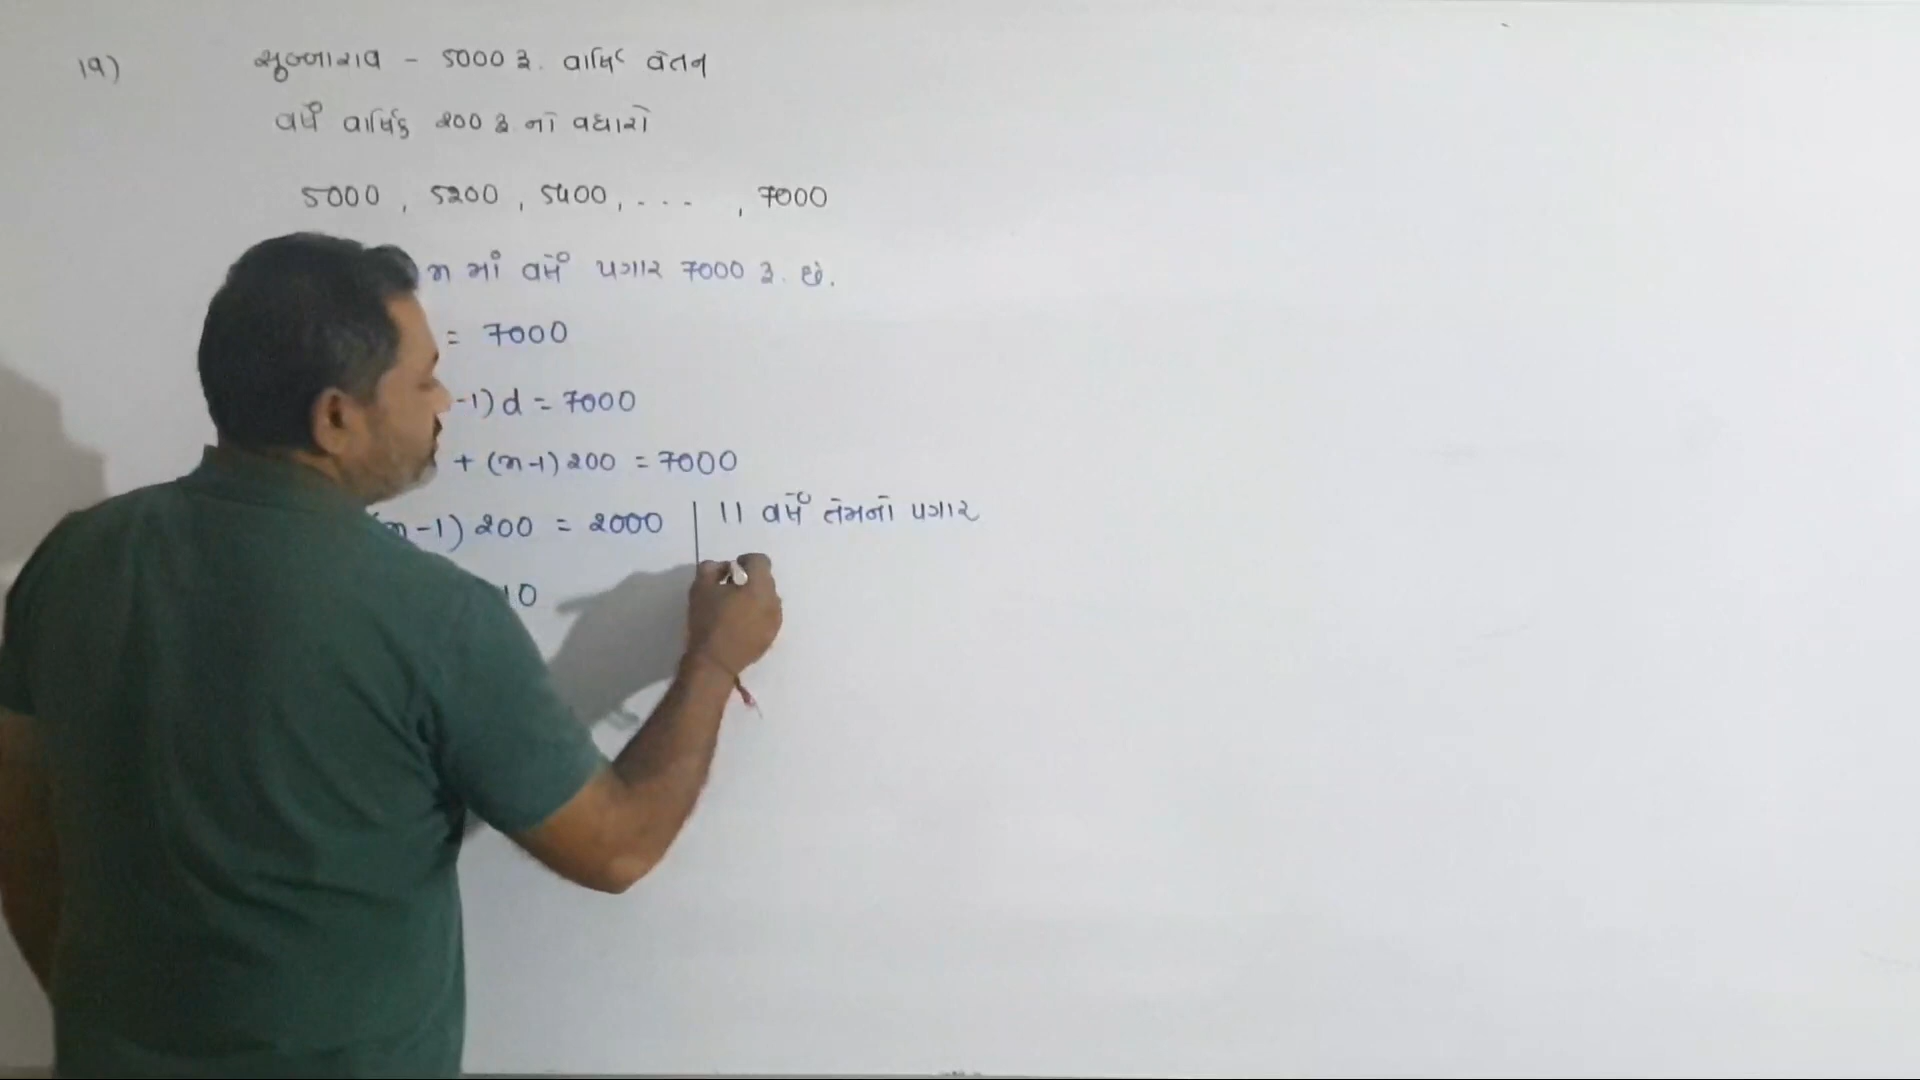 19) સુબ્બારાવ - 5000 રૂ. વાર્ષિક વેતન
વર્ષે વાર્ષિક 200 રૂ નો વધારો
5000 , 5200 , 5400, ... , 7000
n માં વર્ષે પગાર 7000 રૂ. છે.
= 7000
-1) d = 7000
+ (n-1) 200 = 7000
(n-1) 200 = 2000
10
11 વર્ષે તેમનો પગાર